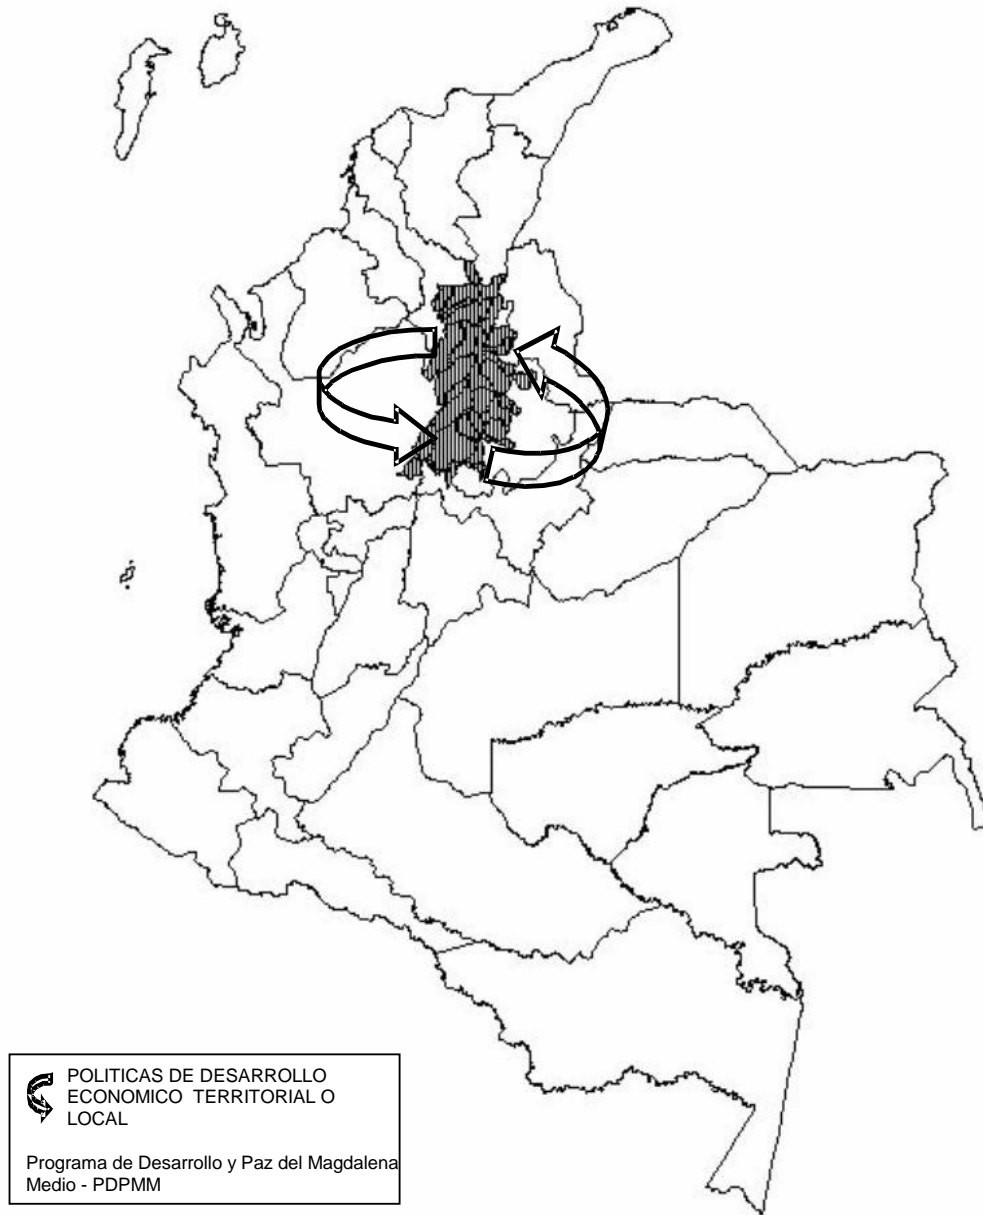 POLITICAS DE DESARROLLO
ECONOMICO TERRITORIAL O
LOCAL
Programa de Desarrollo y Paz del Magdalena
Medio - PDPMM